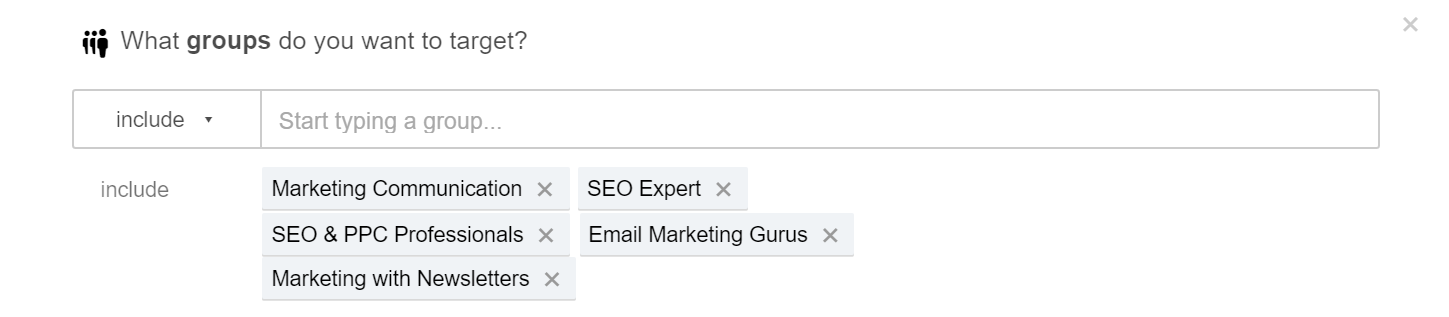 What groups do you want to target?
include Start typing a group...
include Marketing Communication SEO Expert
SEO & PPC Professionals Email Marketing Gurus
Marketing with Newsletters